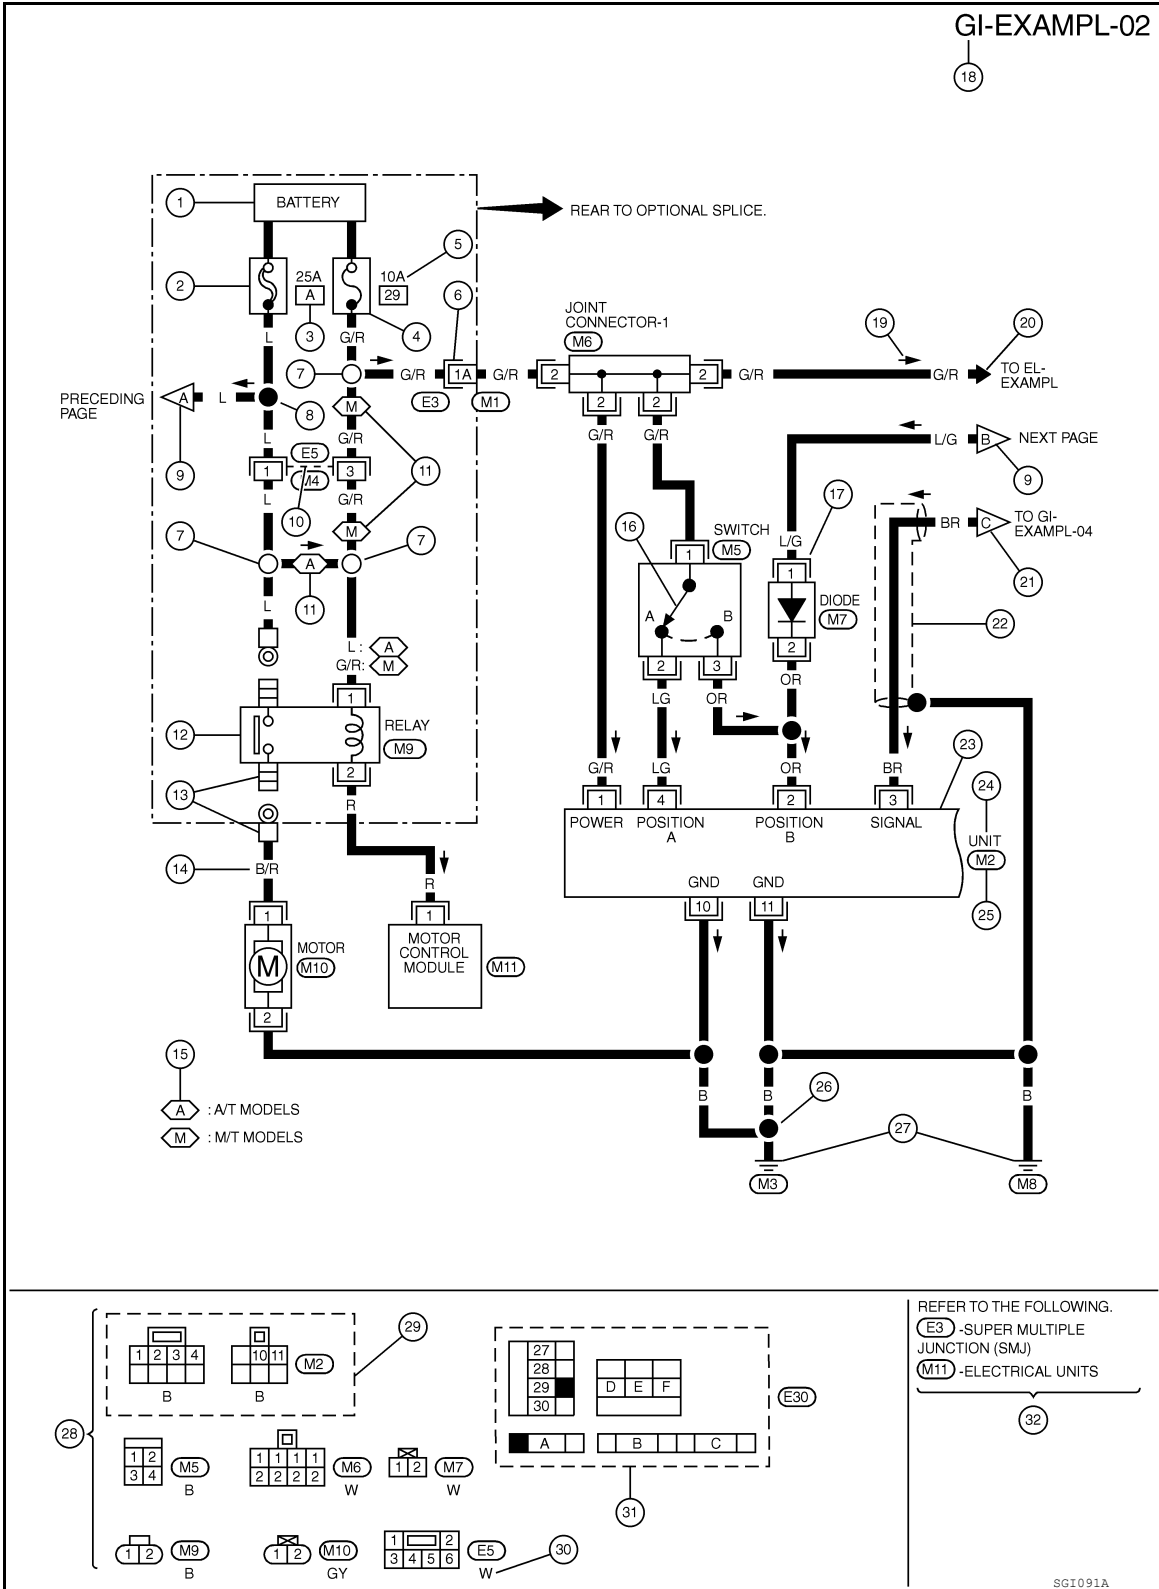 GI-EXAMPL-02
18
1
BATTERY
REAR TO OPTIONAL SPLICE.
5
2
25A
A
10A
29
6
3
4
JOINT
CONNECTOR-1
M6
19
20
L
G/R
7
G/R
1A
G/R
2
2
G/R
G/R
TO EL-
EXAMPL
E3
M1
PRECEDING
PAGE
A
L
8
M
2
2
L
G/R
G/R
G/R
L/G
B
NEXT PAGE
E5
1
3
M4
11
9
9
L
G/R
10
17
BR
C
TO GI-
EXAMPL-04
7
M
7
16
SWITCH
M5
L/G
A
1
1
21
11
L
A
B
DIODE
M7
22
L :
A
G/R:
M
2
3
2
LG
OR
OR
1
12
RELAY
M9
23
2
G/R
LG
OR
BR
24
13
R
1
4
2
3
POWER
POSITION
A
POSITION
B
SIGNAL
UNIT
M2
14
B/R
R
GND
GND
10
11
25
1
1
M
MOTOR
M10
MOTOR
CONTROL
MODULE
M11
2
15
26
B
B
B
A
: A/T MODELS
M
: M/T MODELS
27
M3
M8
REFER TO THE FOLLOWING.
E3 -SUPER MULTIPLE
JUNCTION (SMJ)
M11 -ELECTRICAL UNITS
32
29
1 2 3 4
10 11
M2
B
B
27
28
29
30
D E F
E30
A
B
C
31
28
1 2
3 4
M5
B
1 1 1 1
2 2 2 2
M6
W
1 2
M7
W
1 2
M9
B
1 2
M10
GY
1 2
3 4 5 6
E5
W
30
SGI091A